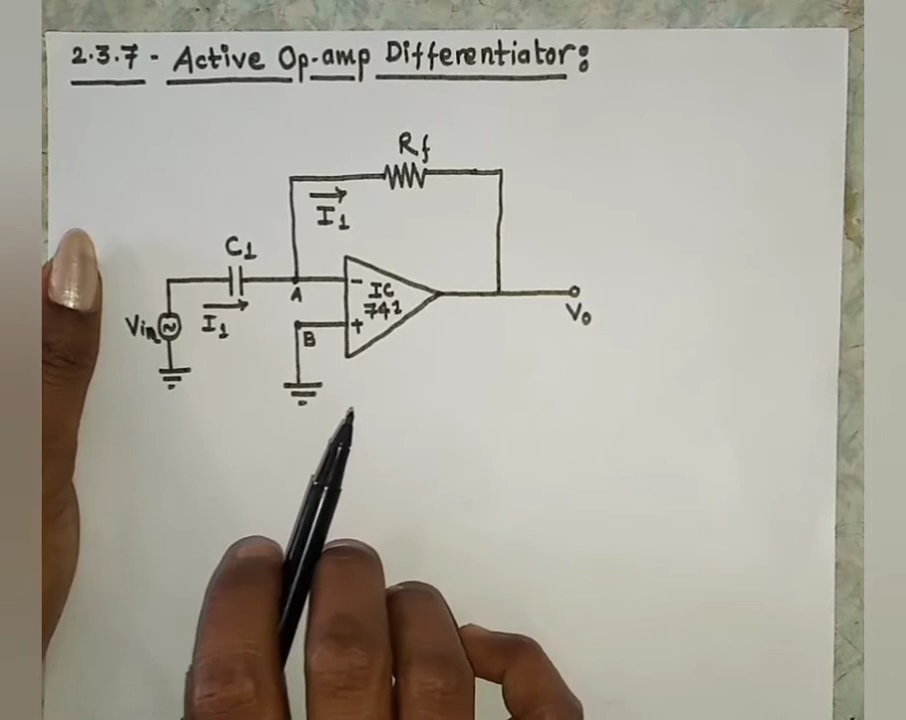 2.3.7 - Active Op-amp Differentiator:
Rf
I1
C1
A
-
IC
741
Vin
I1
B
+
Vo